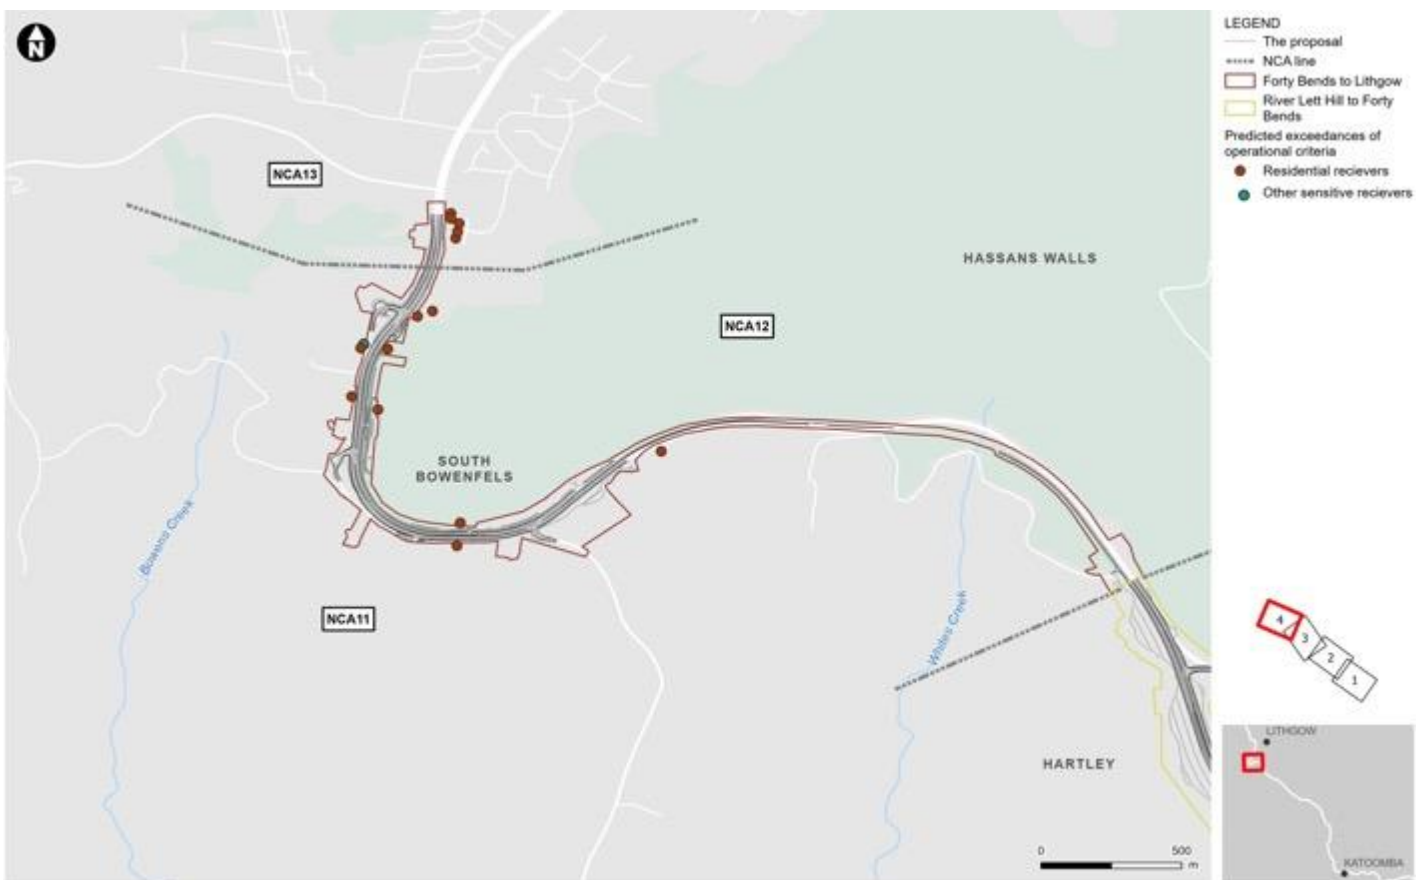 N
NCA13
HASSANS WALLS
NCA12
SOUTH
BOWENFELS
Bowens Creek
NCA11
Whites Creek
HARTLEY
0 500
m
LEGEND
The proposal
NCA line
Forty Bends to Lithgow
River Lett Hill to Forty
Bends
Predicted exceedances of
operational criteria
Residential recievers
Other sensitive recievers
4
3
2
1
LITHGOW
KATOOMBA